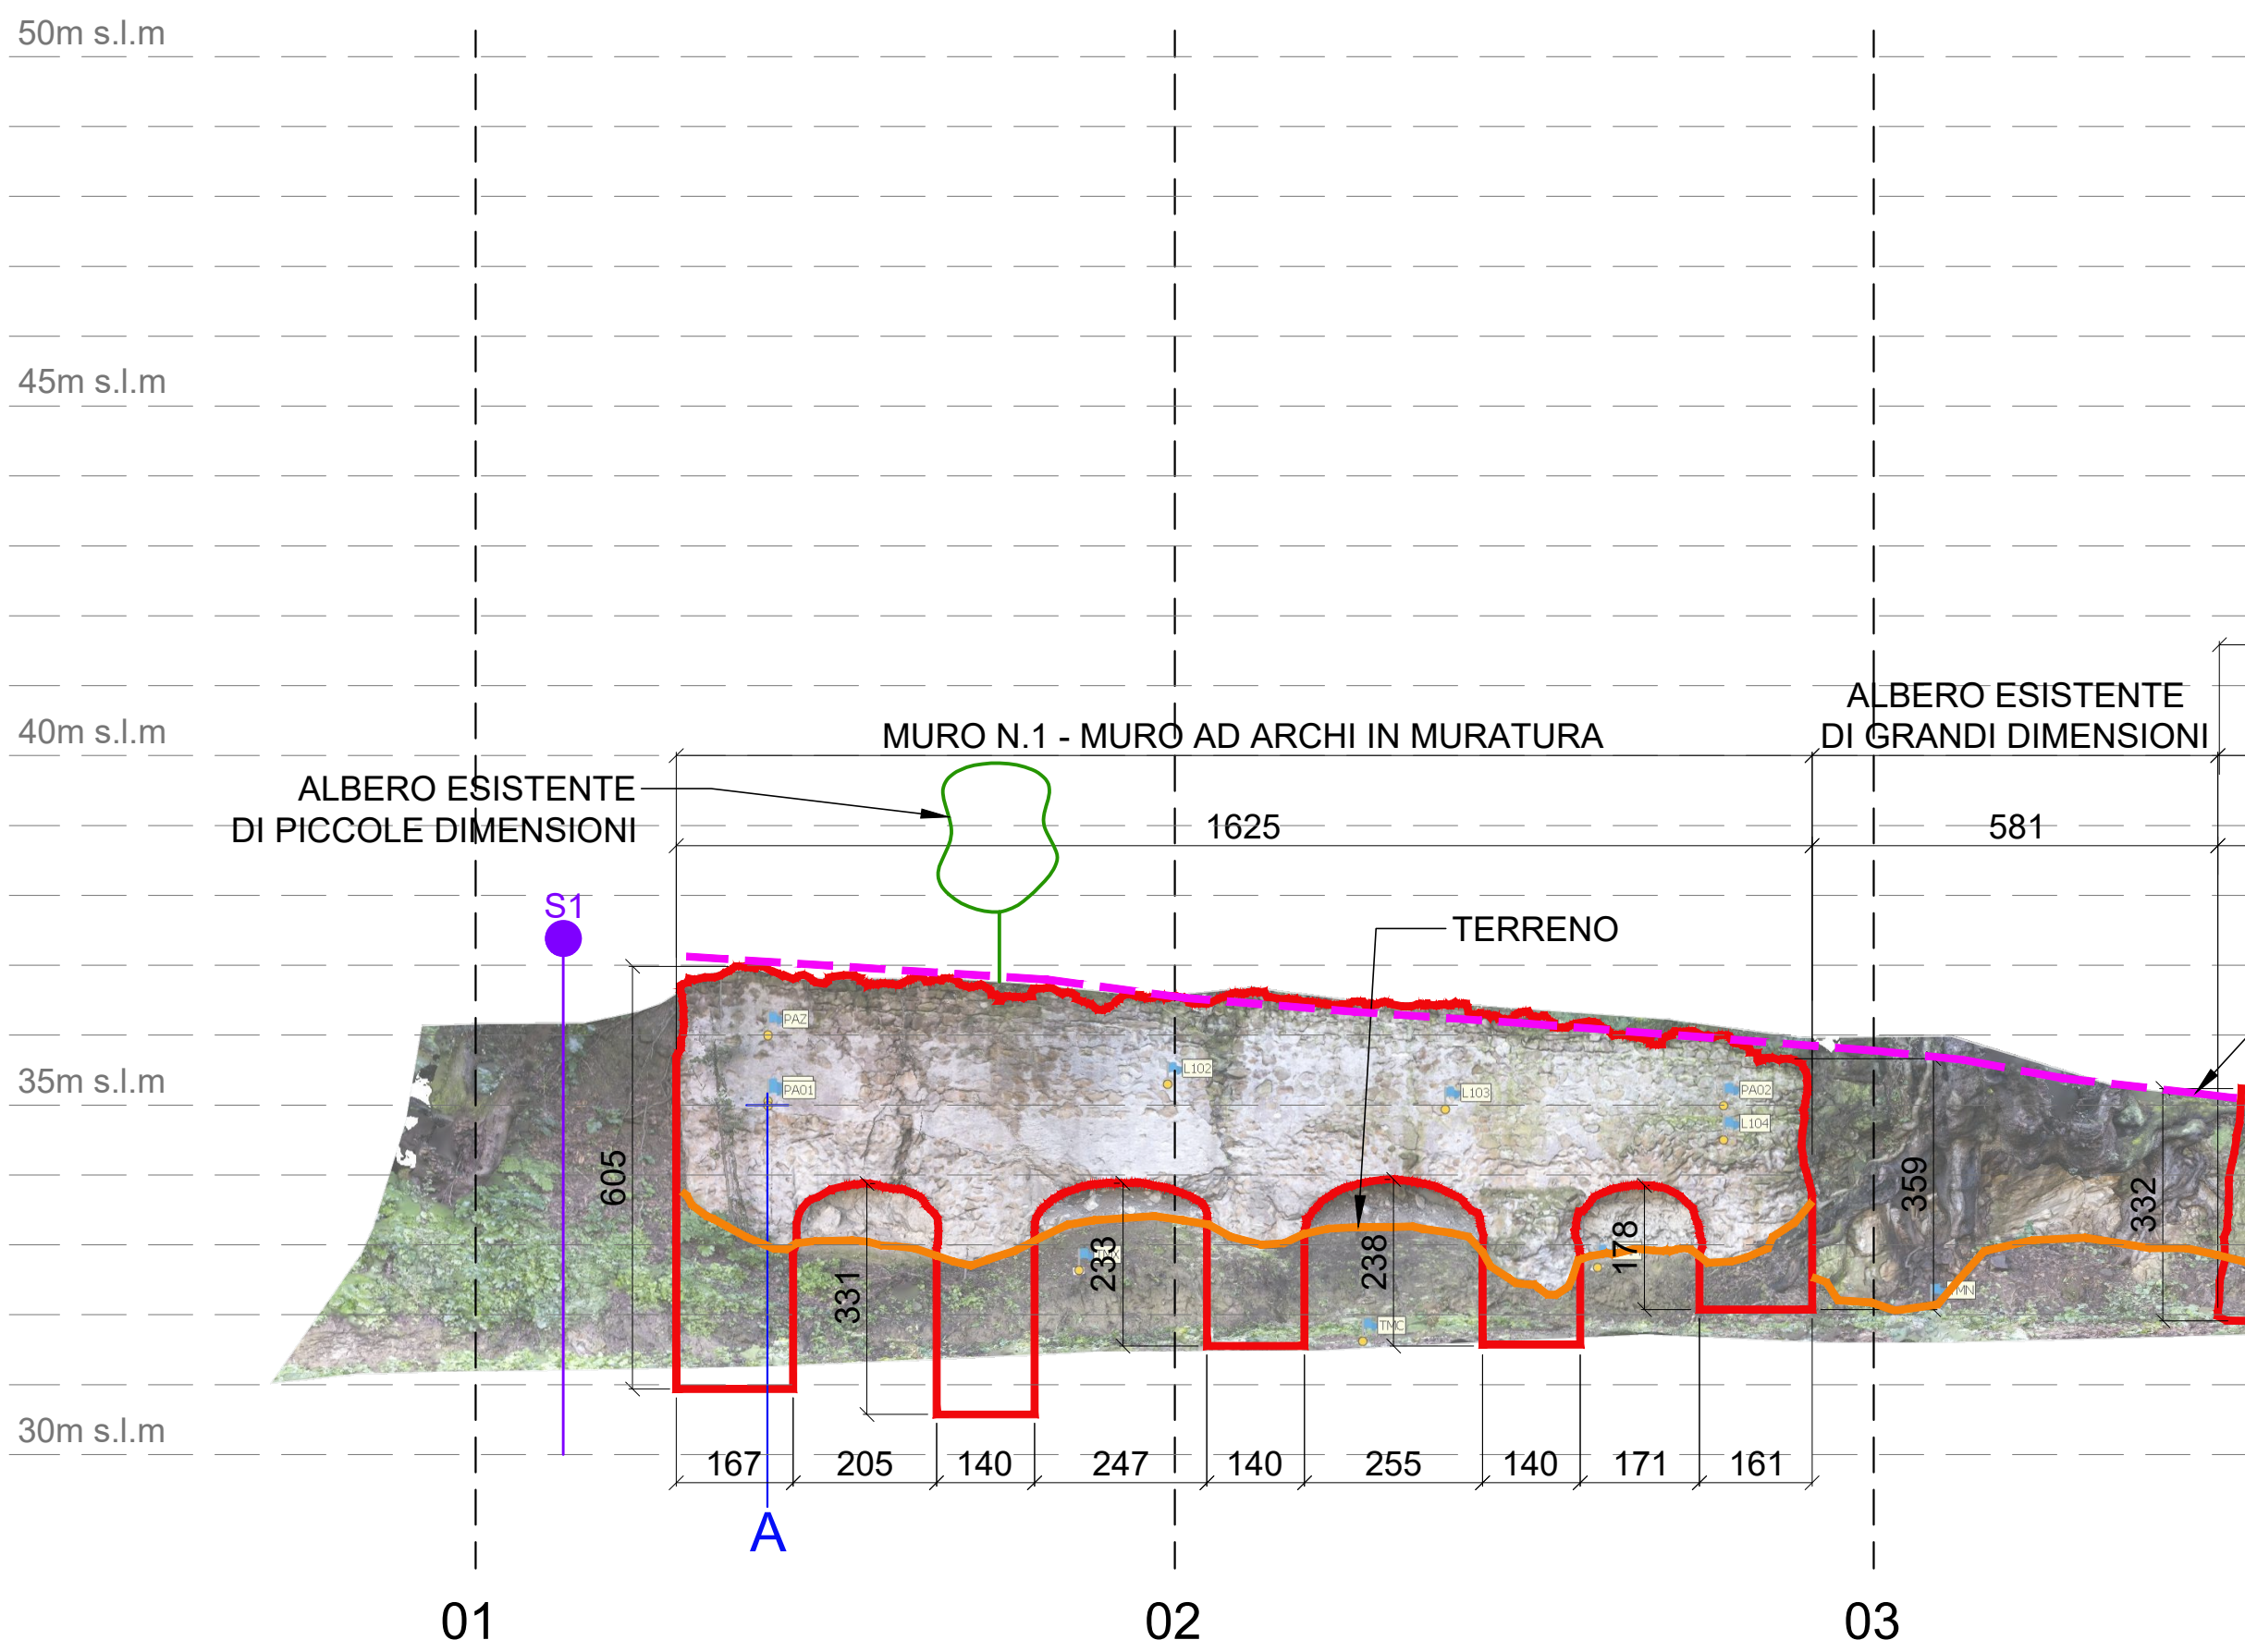 50m s.l.m
45m s.l.m
ALBERO ESISTENTE
DI GRANDI DIMENSIONI
40m s.l.m
MURO N.1 - MURO AD ARCHI IN MURATURA
ALBERO ESISTENTE
DI PICCOLE DIMENSIONI
1625
581
S1
TERRENO
PAZ
L102
35m s.l.m
PA01
L103
PA02
L104
605
359
332
331
233
238
178
TMN
TMC
30m s.l.m
167
205
140
247
140
255
140
171
161
A
01
02
03